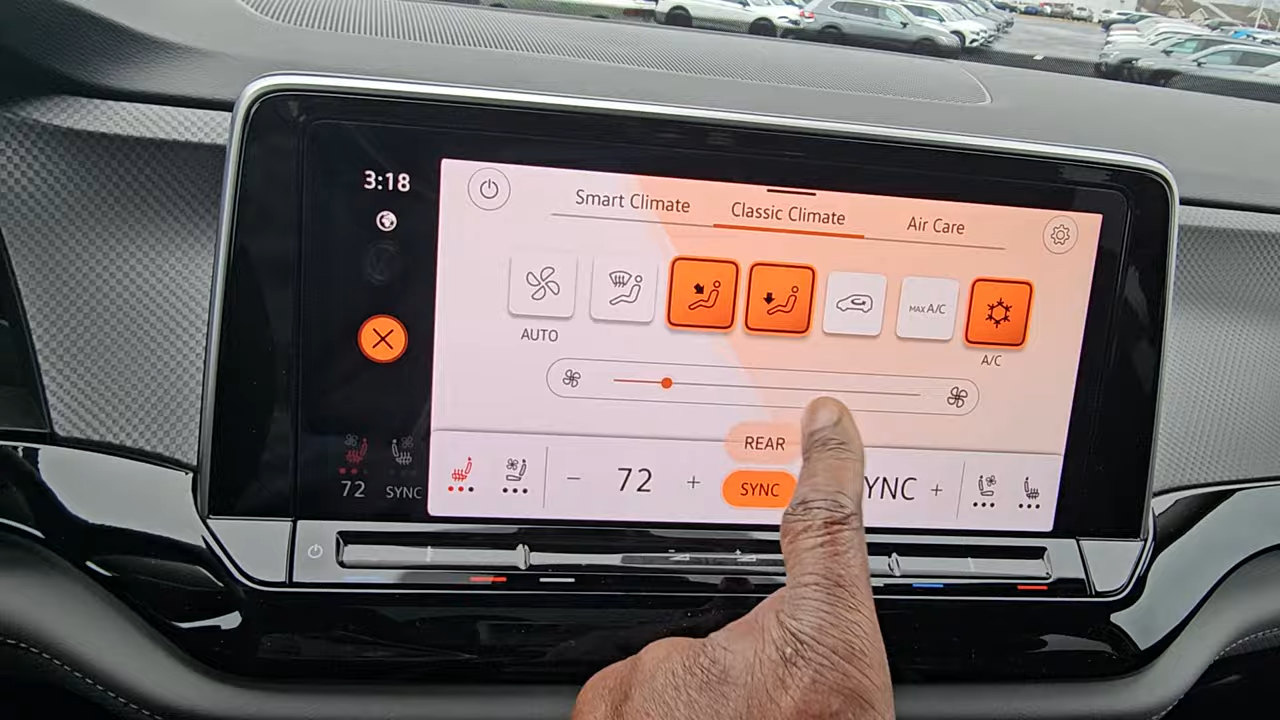 3:18
Smart Climate
Classic Climate
Air Care
AUTO
MAX A/C
A/C
REAR
72
SYNC
− 72 +
SYNC
YNC +